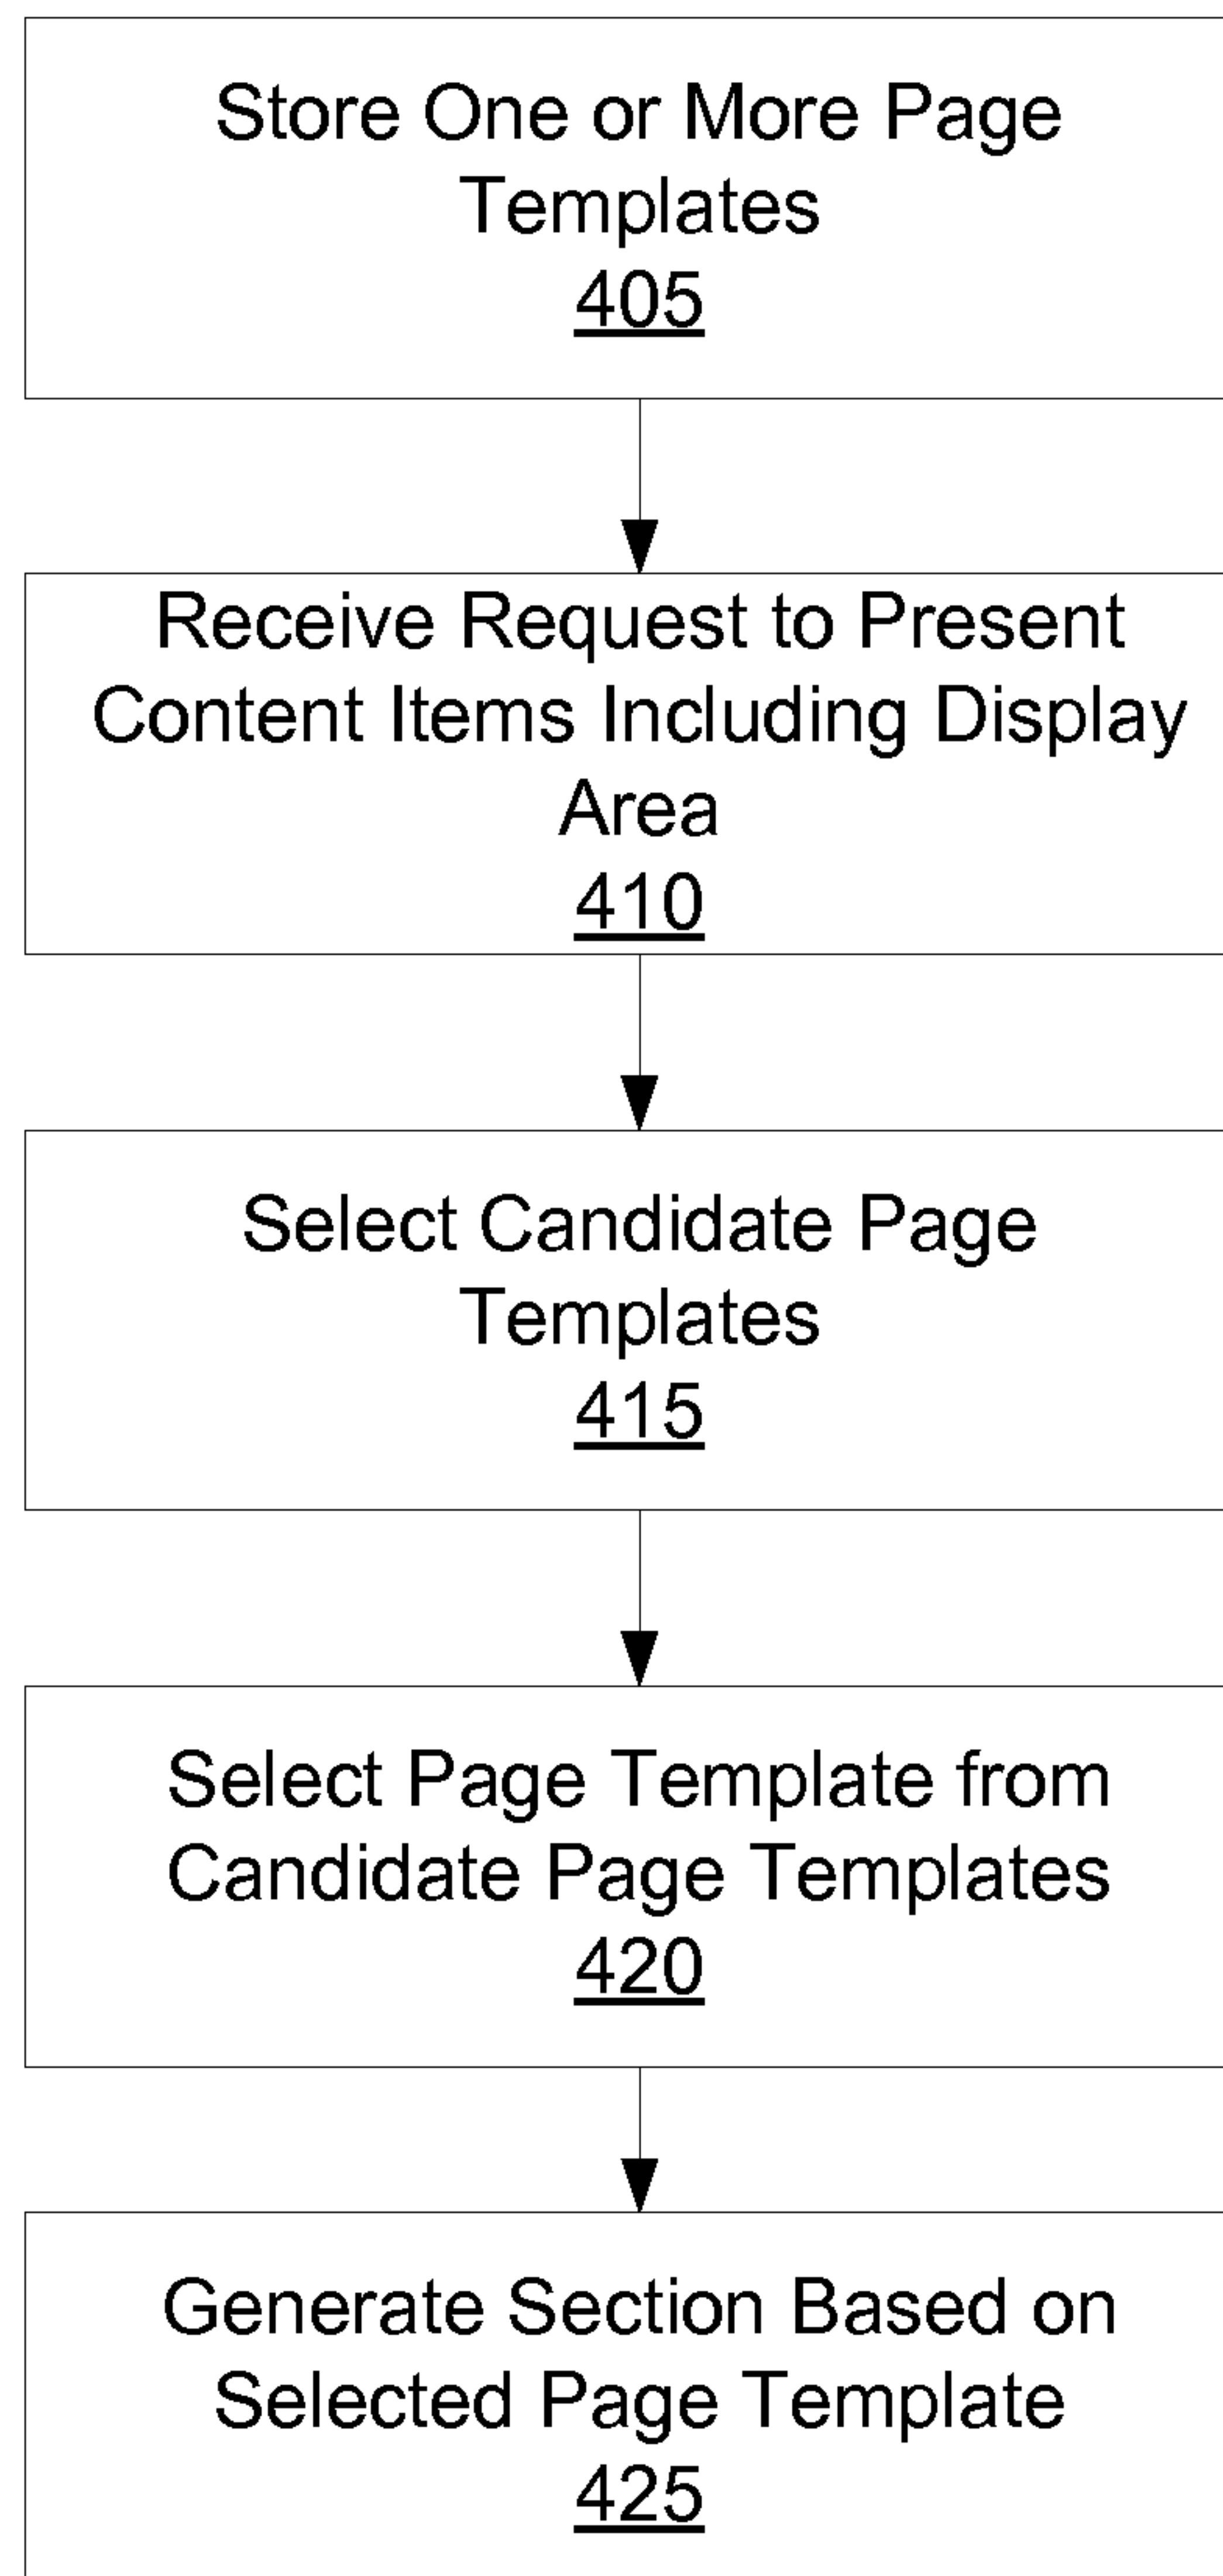 Store One or More Page
Templates
405
Receive Request to Present
Content Items Including Display
Area
410
Select Candidate Page
Templates
415
Select Page Template from
Candidate Page Templates
420
Generate Section Based on
Selected Page Template
425